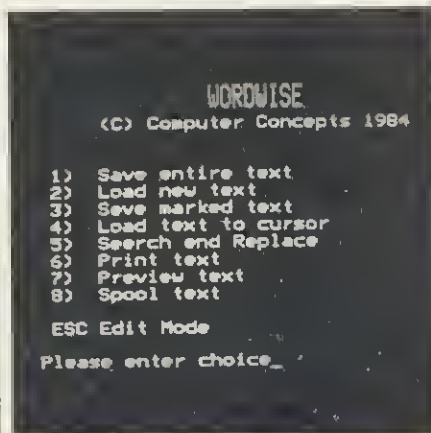 WORDWISE
(C) Computer Concepts 1984
1) Save entire text
2) Load new text
3) Save marked text
4) Load text to cursor
5) Search and Replace
6) Print text
7) Preview text
8) Spool text
ESC Edit Mode
Please enter choice_